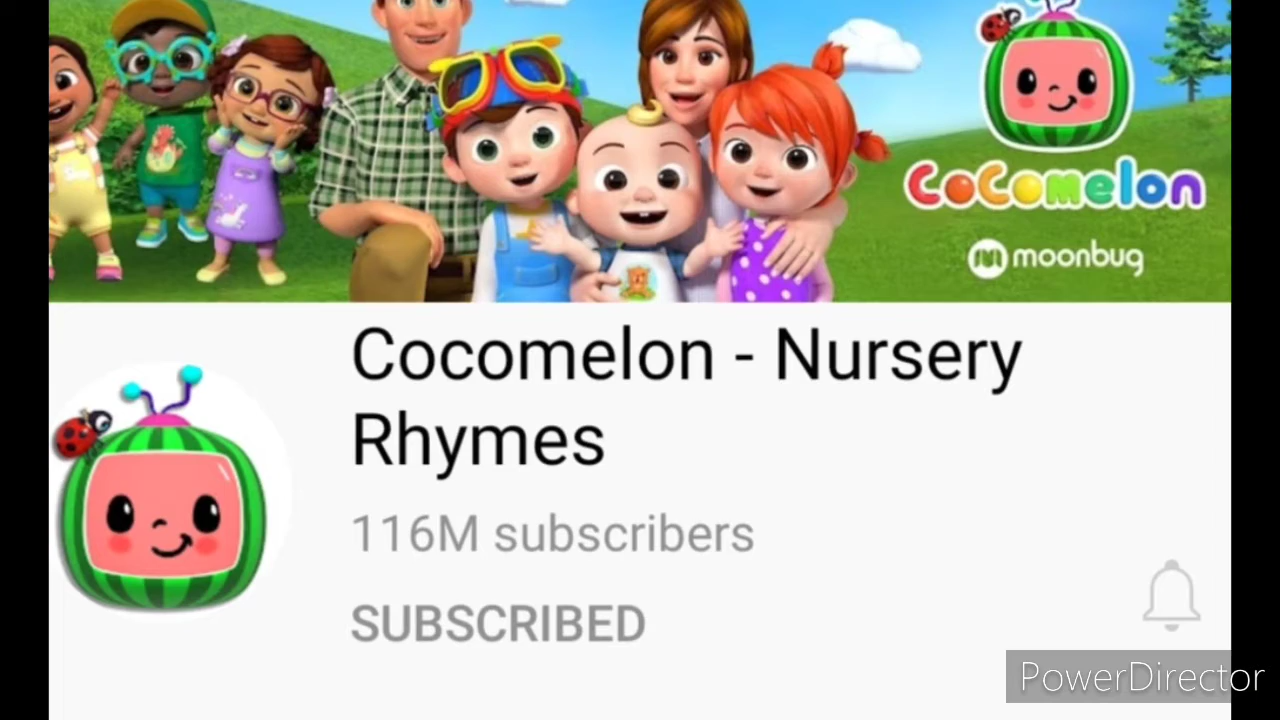 CoComelon
moonbug
Cocomelon - Nursery
Rhymes
116M subscribers
SUBSCRIBED
PowerDirector